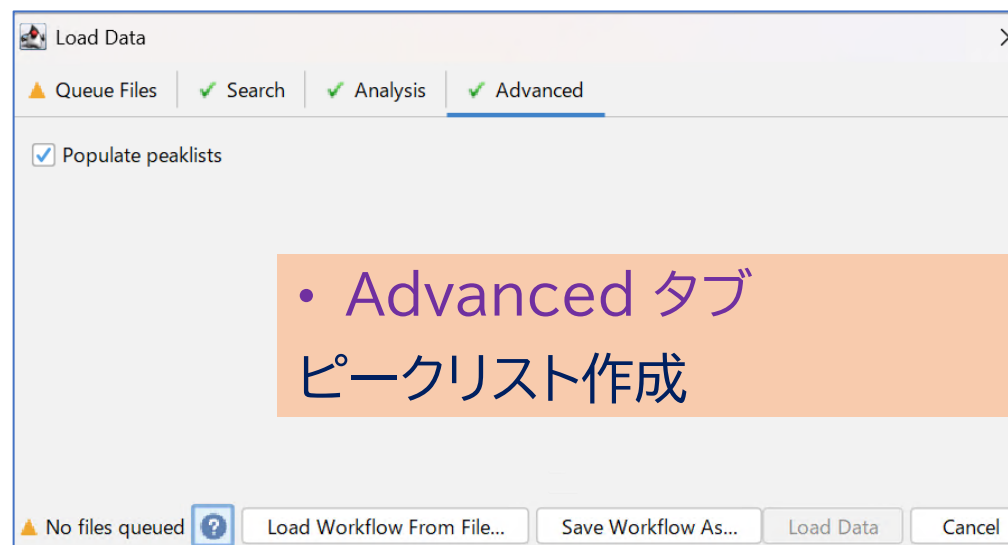 Load Data
Queue Files Search Analysis Advanced
Populate peaklists
• Advanced タブ
ピークリスト作成
No files queued ? Load Workflow From File... Save Workflow As... Load Data Cancel